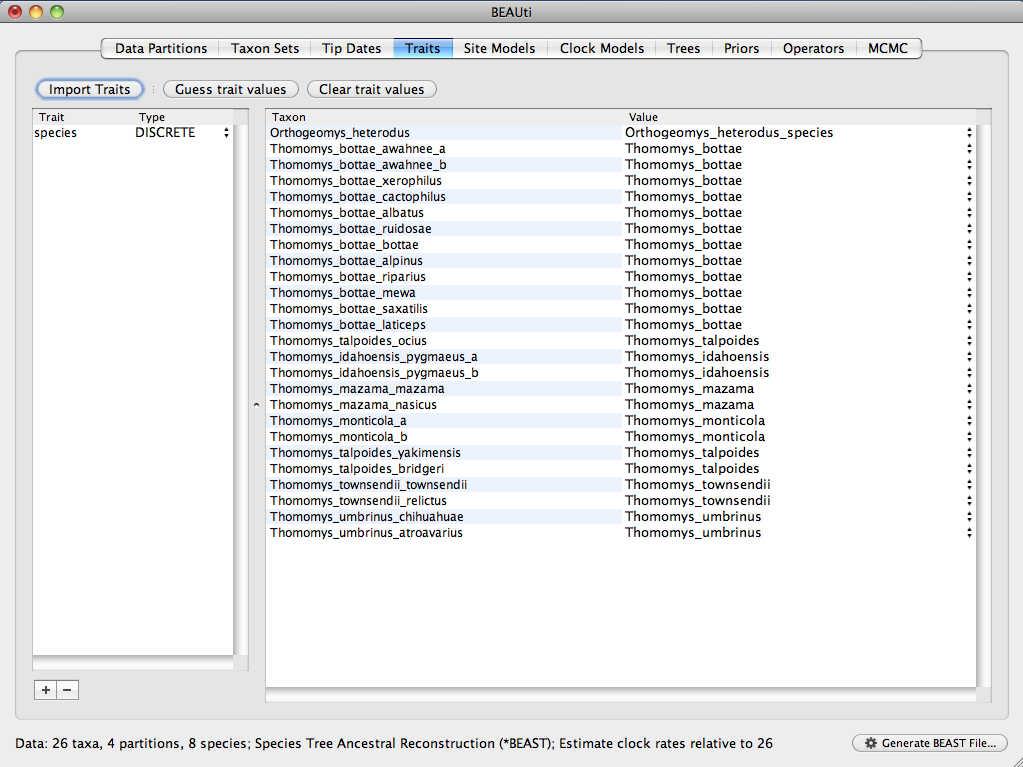 BEAUti
Data Partitions Taxon Sets Tip Dates Traits Site Models Clock Models Trees Priors Operators MCMC
Import Traits Guess trait values Clear trait values
Trait Type Taxon Value
species DISCRETE Orthogeomys_heterodus Orthogeomys_heterodus_species
Thomomys_bottae_awahnee_a Thomomys_bottae
Thomomys_bottae_awahnee_b Thomomys_bottae
Thomomys_bottae_xerophilus Thomomys_bottae
Thomomys_bottae_cactophilus Thomomys_bottae
Thomomys_bottae_albatus Thomomys_bottae
Thomomys_bottae_ruidosae Thomomys_bottae
Thomomys_bottae_bottae Thomomys_bottae
Thomomys_bottae_alpinus Thomomys_bottae
Thomomys_bottae_riparius Thomomys_bottae
Thomomys_bottae_mewa Thomomys_bottae
Thomomys_bottae_saxatilis Thomomys_bottae
Thomomys_bottae_laticeps Thomomys_bottae
Thomomys_talpoides_ocius Thomomys_talpoides
Thomomys_idahoensis_pygmaeus_a Thomomys_idahoensis
Thomomys_idahoensis_pygmaeus_b Thomomys_idahoensis
Thomomys_mazama_mazama Thomomys_mazama
Thomomys_mazama_nasicus Thomomys_mazama
Thomomys_monticola_a Thomomys_monticola
Thomomys_monticola_b Thomomys_monticola
Thomomys_talpoides_yakimensis Thomomys_talpoides
Thomomys_talpoides_bridgeri Thomomys_talpoides
Thomomys_townsendii_townsendii Thomomys_townsendii
Thomomys_townsendii_relictus Thomomys_townsendii
Thomomys_umbrinus_chihuahuae Thomomys_umbrinus
Thomomys_umbrinus_atroavarius Thomomys_umbrinus
+ −
Data: 26 taxa, 4 partitions, 8 species; Species Tree Ancestral Reconstruction (*BEAST); Estimate clock rates relative to 26 Generate BEAST File...